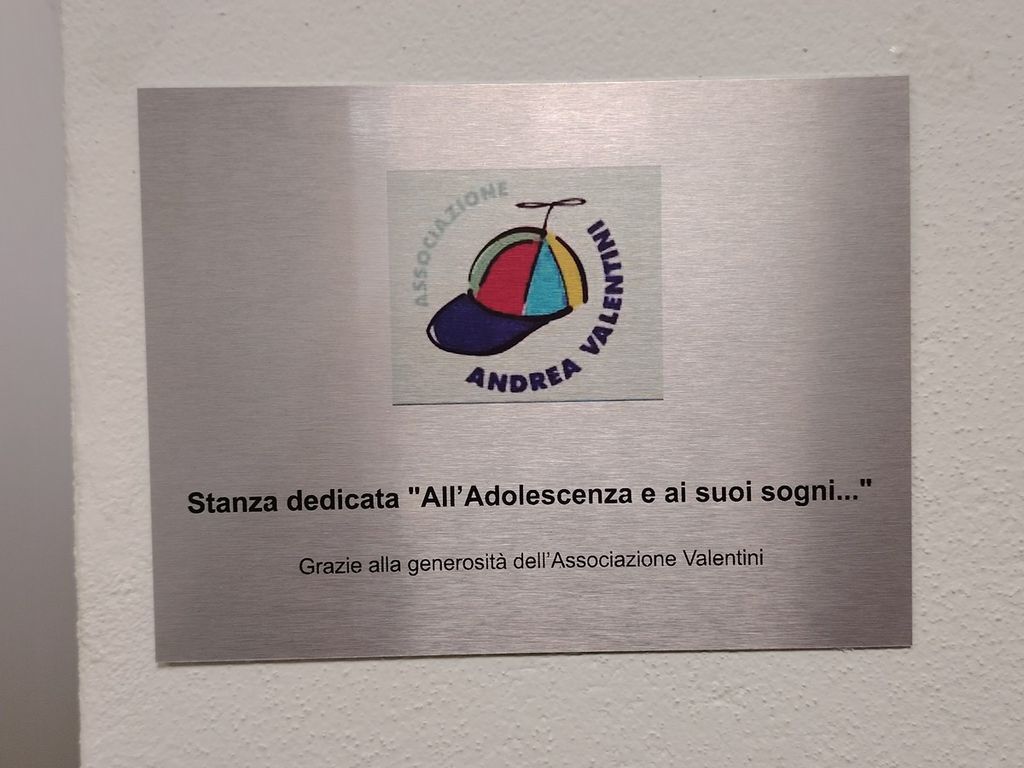 ASSOCIAZIONE
ANDREA VALENTINI
Stanza dedicata "All'Adolescenza e ai suoi sogni..."
Grazie alla generosità dell'Associazione Valentini